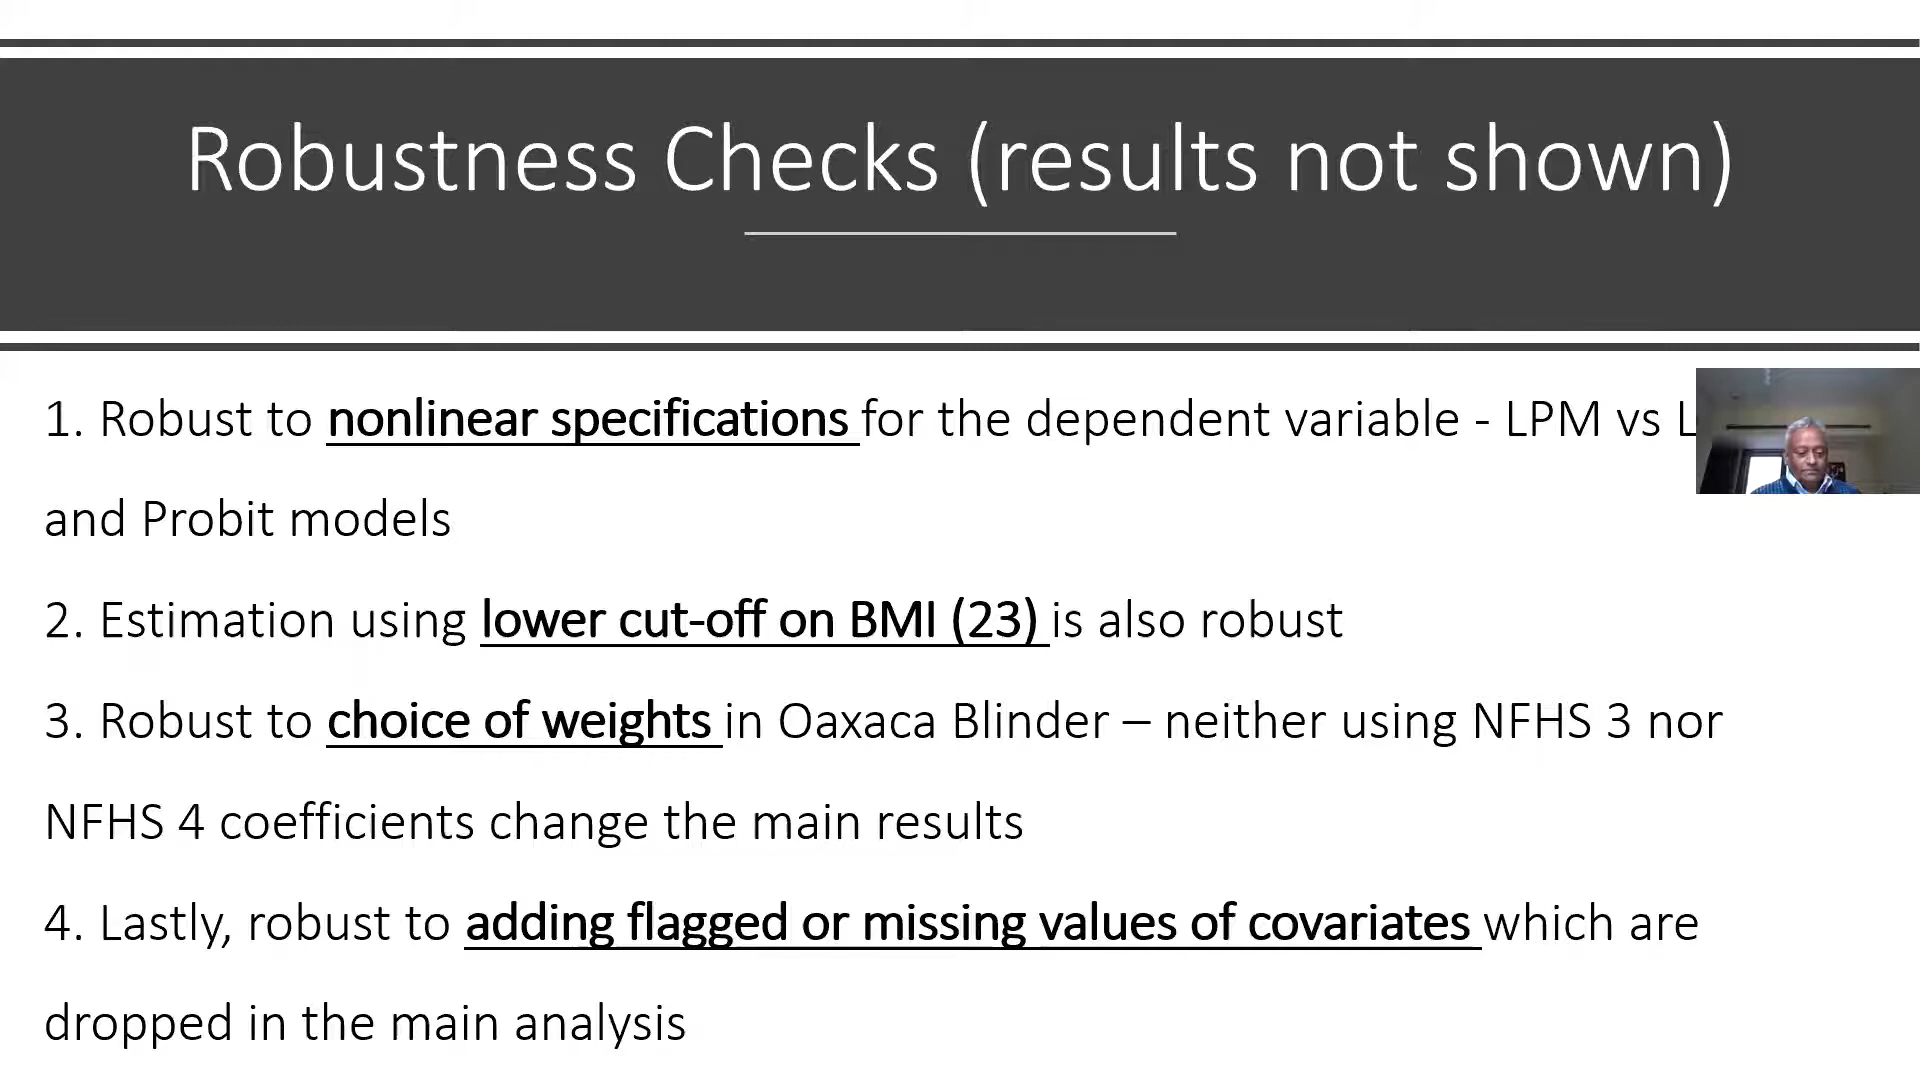 Robustness Checks (results not shown)
1. Robust to nonlinear specifications for the dependent variable - LPM vs
and Probit models
2. Estimation using lower cut-off on BMI (23) is also robust
3. Robust to choice of weights in Oaxaca Blinder – neither using NFHS 3 nor
NFHS 4 coefficients change the main results
4. Lastly, robust to adding flagged or missing values of covariates which are
dropped in the main analysis